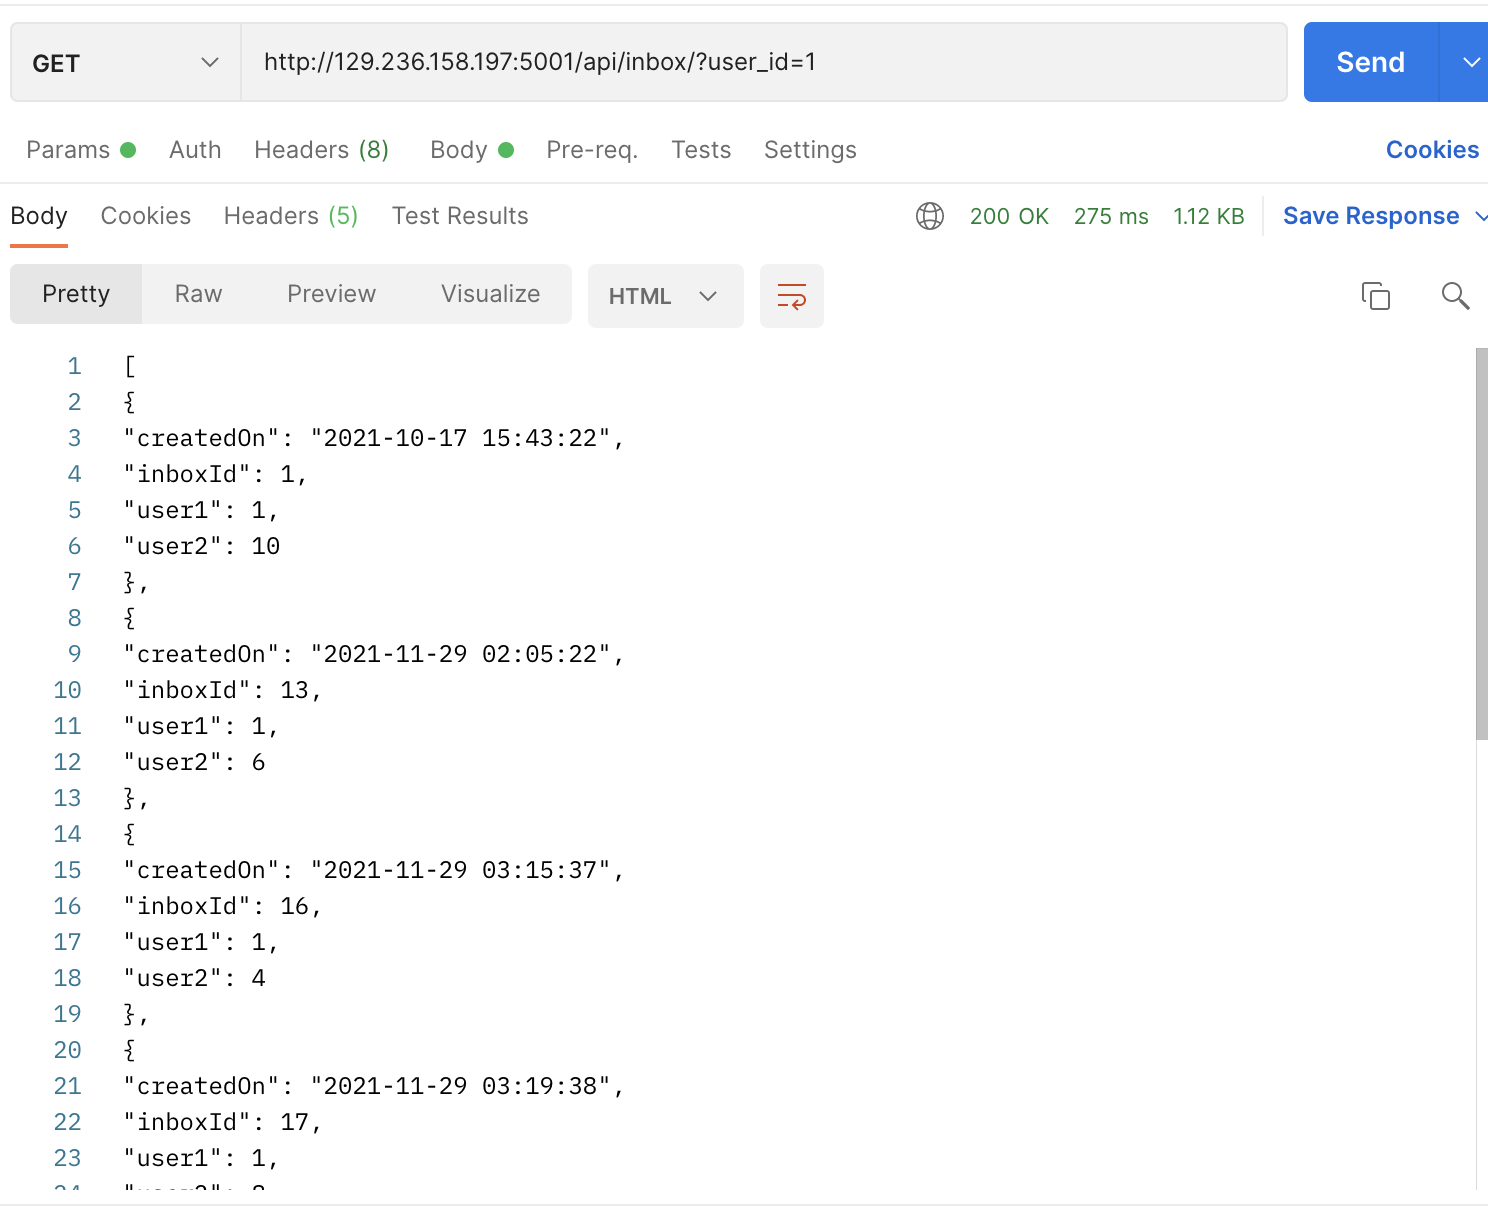 GET http://129.236.158.197:5001/api/inbox/?user_id=1 Send
Params Auth Headers (8) Body Pre-req. Tests Settings Cookies
Body Cookies Headers (5) Test Results 200 OK 275 ms 1.12 KB Save Response
Pretty Raw Preview Visualize HTML
1 [
2 {
3 "createdOn": "2021-10-17 15:43:22",
4 "inboxId": 1,
5 "user1": 1,
6 "user2": 10
7 },
8 {
9 "createdOn": "2021-11-29 02:05:22",
10 "inboxId": 13,
11 "user1": 1,
12 "user2": 6
13 },
14 {
15 "createdOn": "2021-11-29 03:15:37",
16 "inboxId": 16,
17 "user1": 1,
18 "user2": 4
19 },
20 {
21 "createdOn": "2021-11-29 03:19:38",
22 "inboxId": 17,
23 "user1": 1,